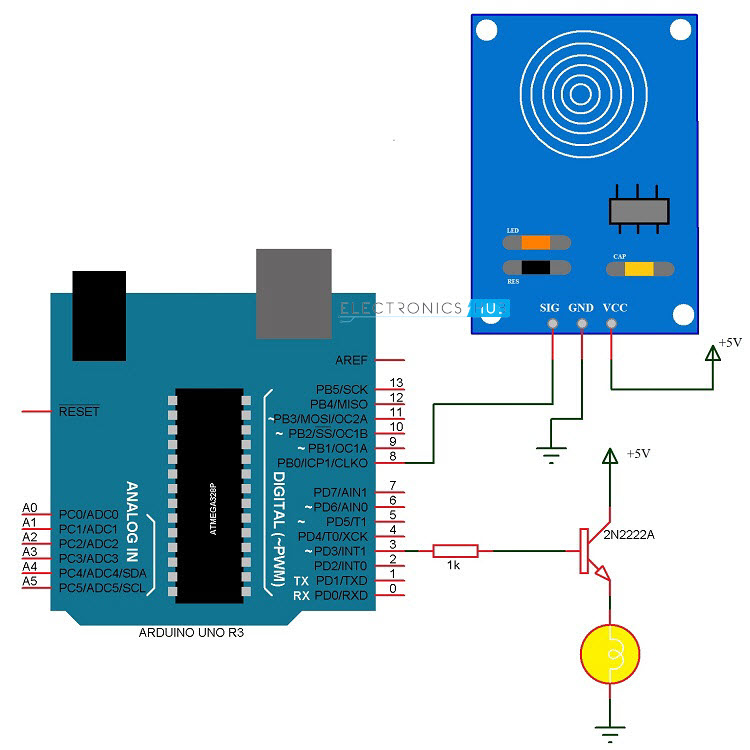 LED
RES
CAP
SIG GND VCC
+5V
ELECTRONICS HUB
AREF
RESET
PB5/SCK 13
PB4/MISO 12
~PB3/MOSI/OC2A 11
~ PB2/SS/OC1B 10
~ PB1/OC1A 9
PB0/ICP1/CLKO 8
PD7/AIN1 7
~ PD6/AIN0 6
~ PD5/T1 5
PD4/T0/XCK 4
~ PD3/INT1 3
PD2/INT0 2
TX PD1/TXD 1
RX PD0/RXD 0
A0 PC0/ADC0
A1 PC1/ADC1
A2 PC2/ADC2
A3 PC3/ADC3
A4 PC4/ADC4/SDA
A5 PC5/ADC5/SCL
ANALOG IN
ATMEGA328P
DIGITAL (~PWM)
ARDUINO UNO R3
1k
+5V
2N2222A